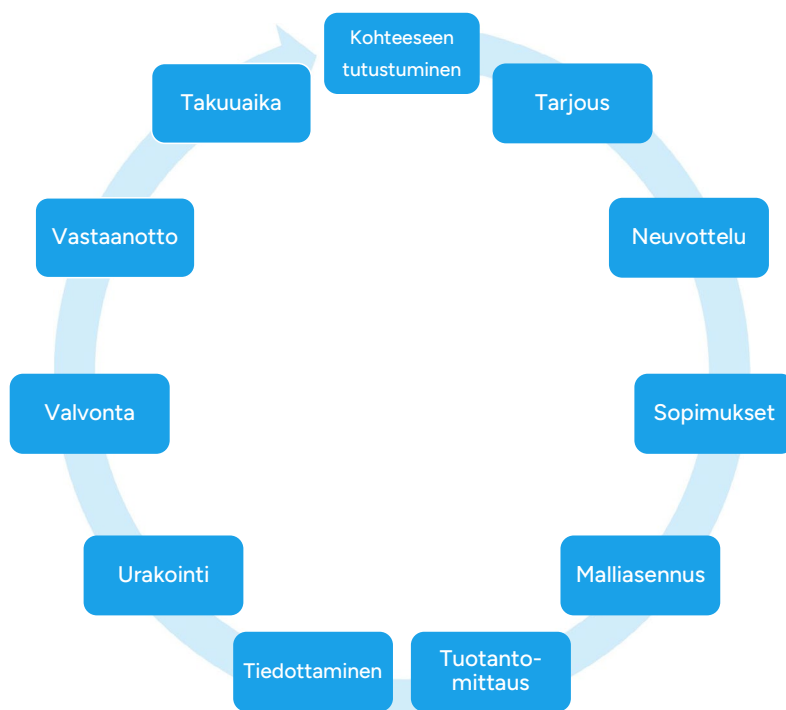 Kohteeseen
tutustuminen
Tarjous
Neuvottelu
Sopimukset
Malliasennus
Tuotanto-
mittaus
Tiedottaminen
Urakointi
Valvonta
Vastaanotto
Takuuaika